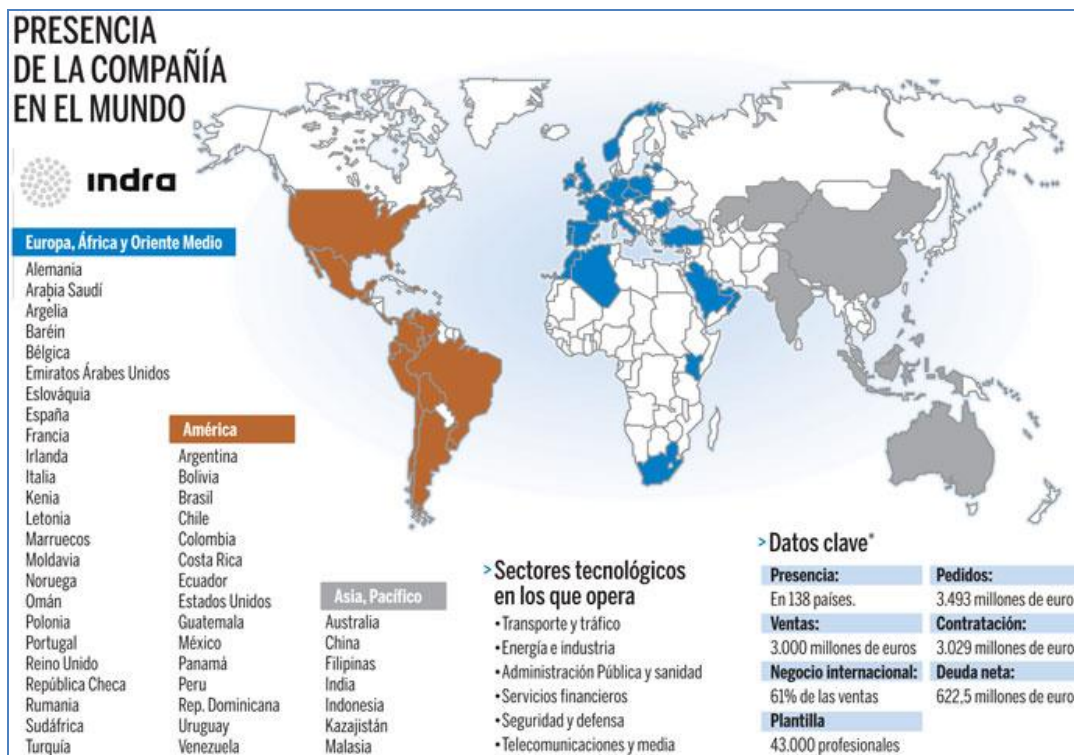 PRESENCIA
DE LA COMPAÑÍA
EN EL MUNDO
indra
Europa, África y Oriente Medio
Alemania
Arabia Saudí
Argelia
Baréin
Bélgica
Emiratos Árabes Unidos
Eslováquia
España
Francia
Irlanda
Italia
Kenia
Letonia
Marruecos
Moldavia
Noruega
Omán
Polonia
Portugal
Reino Unido
República Checa
Rumania
Sudáfrica
Turquía
América
Argentina
Bolivia
Brasil
Chile
Colombia
Costa Rica
Ecuador
Estados Unidos
Guatemala
México
Panamá
Peru
Rep. Dominicana
Uruguay
Venezuela
Asia, Pacífico
Australia
China
Filipinas
India
Indonesia
Kazajistán
Malasia
> Sectores tecnológicos
en los que opera
• Transporte y tráfico
• Energía e industria
• Administración Pública y sanidad
• Servicios financieros
• Seguridad y defensa
• Telecomunicaciones y media
> Datos clave*
Presencia:
En 138 países.
Ventas:
3.000 millones de euros
Negocio internacional:
61% de las ventas
Plantilla
43.000 profesionales
Pedidos:
3.493 millones de euro
Contratación:
3.029 millones de euro
Deuda neta:
622,5 millones de euro